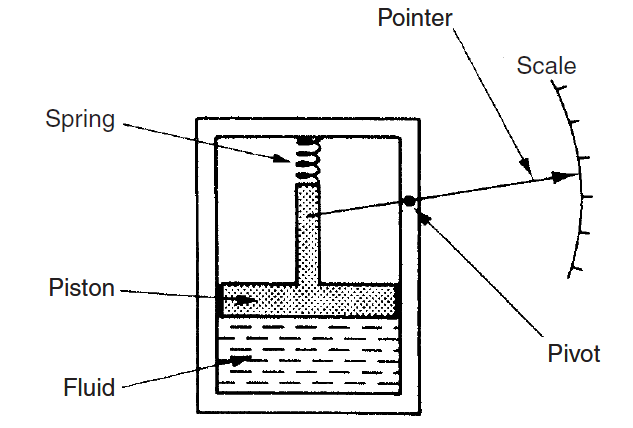 Pointer
Scale
Spring
Piston
Pivot
Fluid